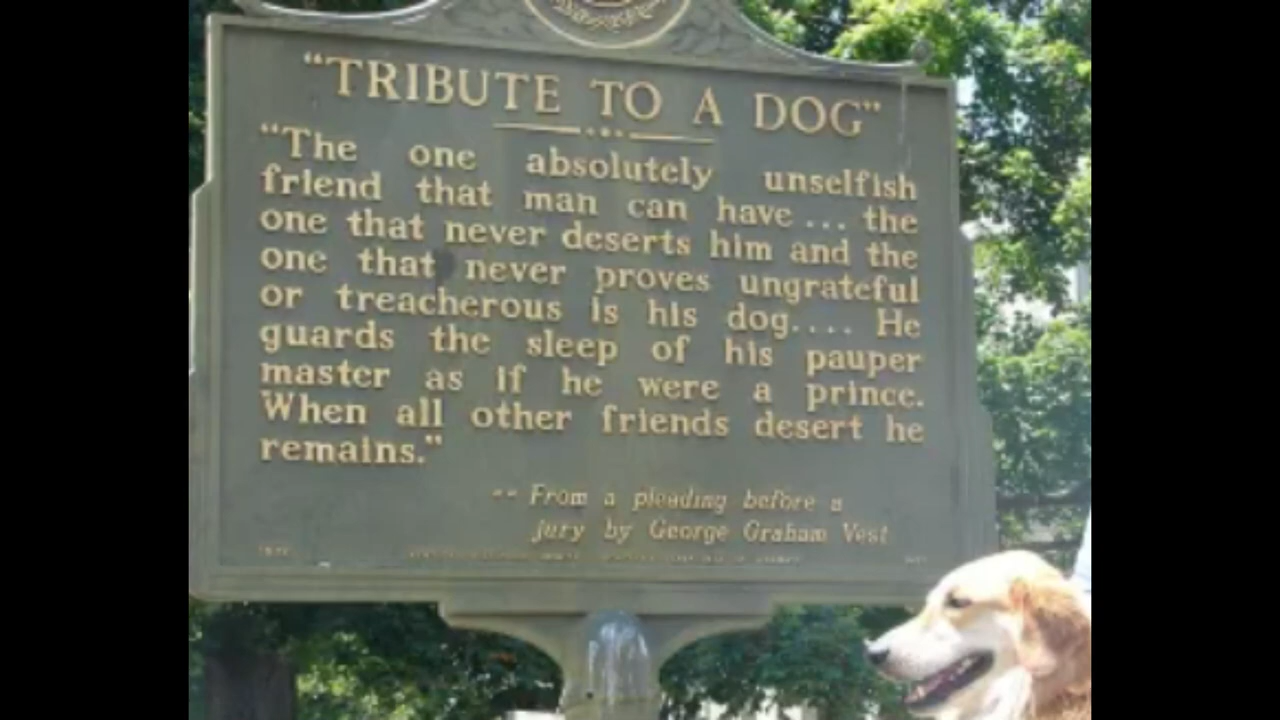 “TRIBUTE TO A DOG”
“The one absolutely unselfish
friend that man can have ... the
one that never deserts him and the
one that never proves ungrateful
or treacherous is his dog.... He
guards the sleep of his pauper
master as if he were a prince.
When all other friends desert he
remains.”
-- From a pleading before a
jury by George Graham Vest